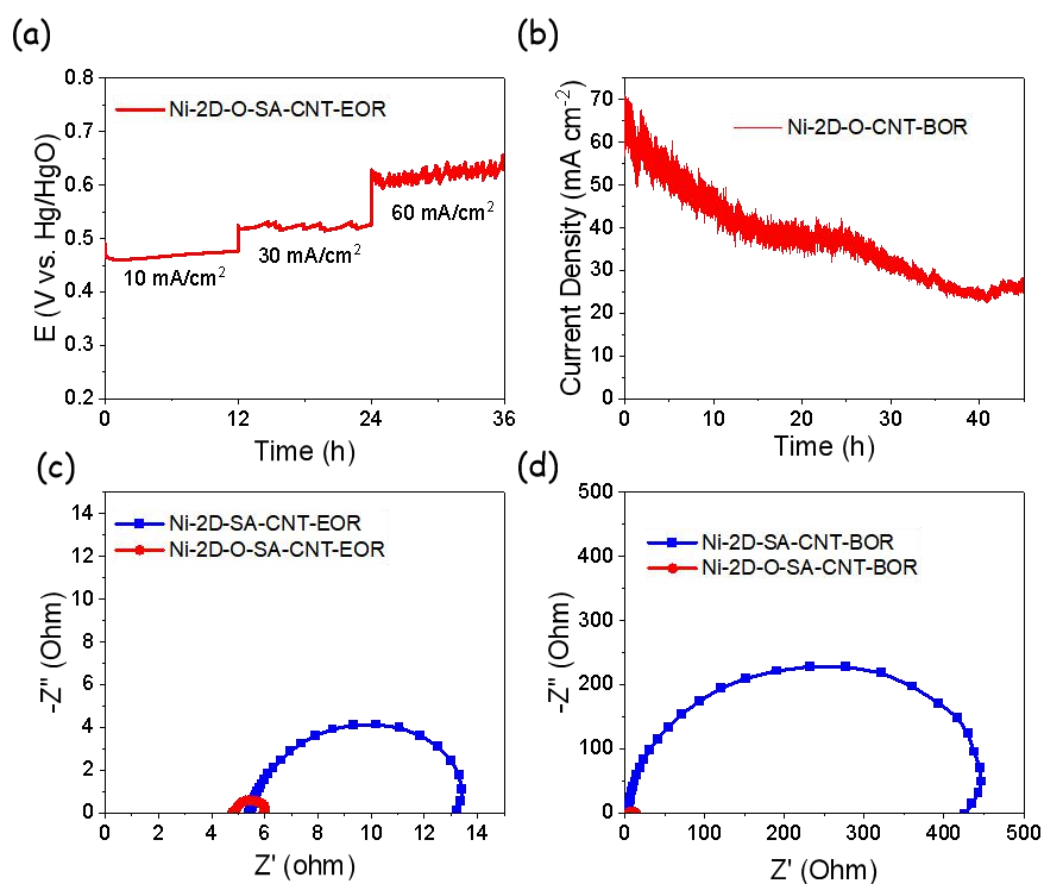 (a)
0.8
0.7
0.6
0.5
0.4
0.3
0.2
E (V vs. Hg/HgO)
Ni-2D-O-SA-CNT-EOR
10 mA/cm²
30 mA/cm²
60 mA/cm²
0 12 24 36
Time (h)
(b)
70
60
50
40
30
20
10
0
Current Density (mA cm⁻²)
Ni-2D-O-CNT-BOR
0 10 20 30 40
Time (h)
(c)
14
12
10
8
6
4
2
0
-Z" (Ohm)
Ni-2D-SA-CNT-EOR
Ni-2D-O-SA-CNT-EOR
0 2 4 6 8 10 12 14
Z' (ohm)
(d)
500
400
300
200
100
0
-Z" (Ohm)
Ni-2D-SA-CNT-BOR
Ni-2D-O-SA-CNT-BOR
0 100 200 300 400 500
Z' (Ohm)